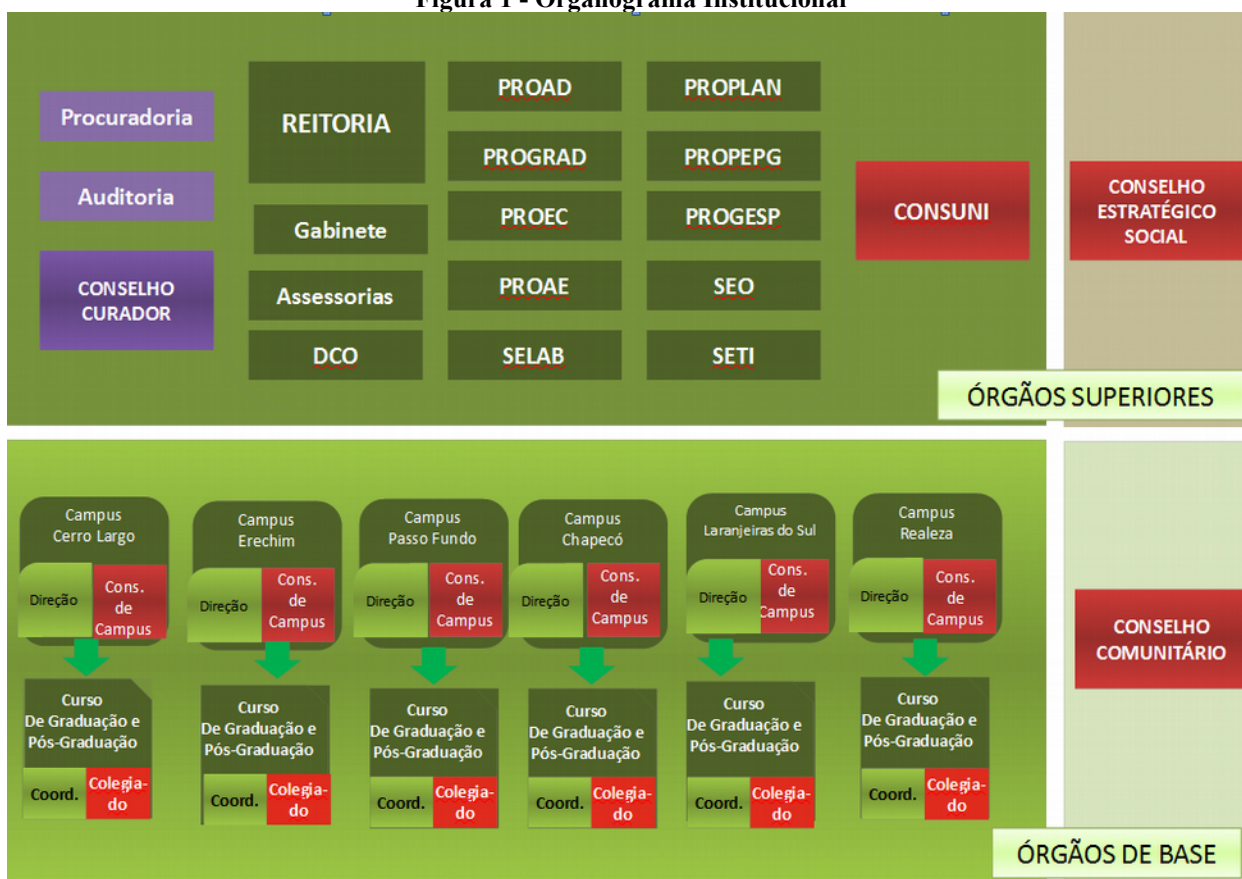 Figura 1 - Organograma Institucional
Procuradoria
Auditoria
CONSELHO
CURADOR
REITORIA
Gabinete
Assessorias
DCO
PROAD
PROGRAD
PROEC
PROAE
SELAB
PROPLAN
PROPEPG
PROGESP
SEO
SETI
CONSUNI
CONSELHO
ESTRATÉGICO
SOCIAL
ÓRGÃOS SUPERIORES
Campus
Cerro Largo
Direção
Cons.
de
Campus
Curso
De Graduação e
Pós-Graduação
Coord.
Colegia-
do
Campus
Erechim
Direção
Cons.
de
Campus
Curso
De Graduação e
Pós-Graduação
Coord.
Colegia-
do
Campus
Passo Fundo
Direção
Cons.
de
Campus
Curso
De Graduação e
Pós-Graduação
Coord.
Colegia-
do
Campus
Chapecó
Direção
Cons.
de
Campus
Curso
De Graduação e
Pós-Graduação
Coord.
Colegia-
do
Campus
Laranjeiras do Sul
Direção
Cons.
de
Campus
Curso
De Graduação e
Pós-Graduação
Coord.
Colegia-
do
Campus
Realeza
Direção
Cons.
de
Campus
Curso
De Graduação e
Pós-Graduação
Coord.
Colegia-
do
CONSELHO
COMUNITÁRIO
ÓRGÃOS DE BASE